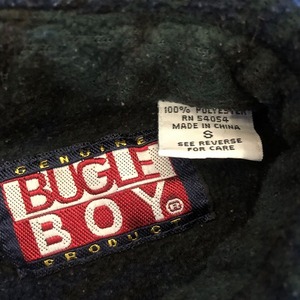 100% POLYESTER
RN 54054
MADE IN CHINA
S
SEE REVERSE
FOR CARE
GENUINE
BUGLE
BOY®
PRODUCT